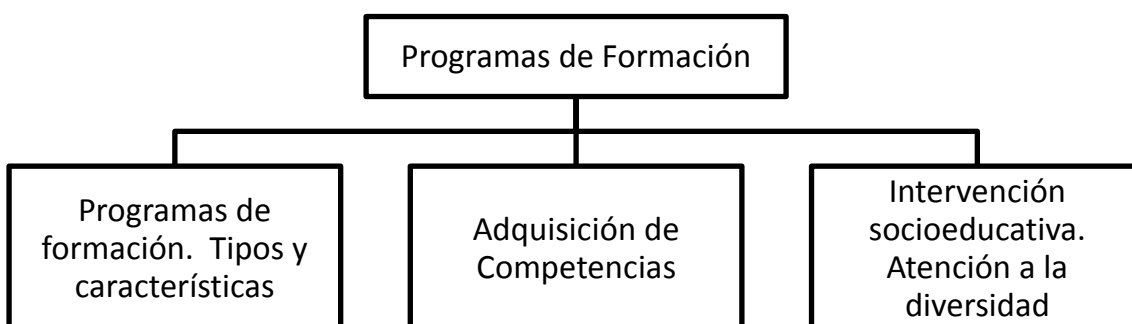 Programas de Formación
Programas de
formación.  Tipos y
características
Adquisición de
Competencias
Intervención
socioeducativa.
Atención a la
diversidad